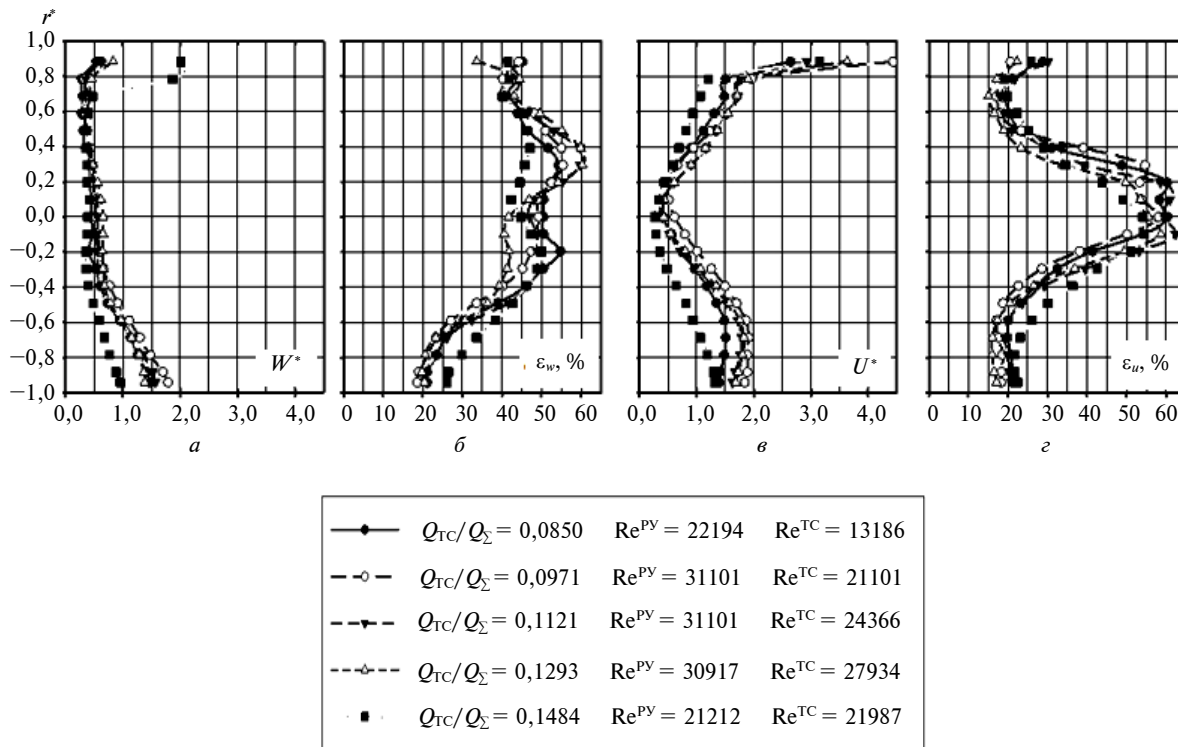 r*
1,0
0,8
0,6
0,4
0,2
0,0
−0,2
−0,4
−0,6
−0,8
−1,0
W* ε_w, % U* ε_u, %
0,0 1,0 2,0 3,0 4,0 0 10 20 30 40 50 60 0,0 1,0 2,0 3,0 4,0 0 10 20 30 40 50 60
а б в г
Q_ТС/Q_Σ = 0,0850 Re^РУ = 22194 Re^ТС = 13186
Q_ТС/Q_Σ = 0,0971 Re^РУ = 31101 Re^ТС = 21101
Q_ТС/Q_Σ = 0,1121 Re^РУ = 31101 Re^ТС = 24366
Q_ТС/Q_Σ = 0,1293 Re^РУ = 30917 Re^ТС = 27934
Q_ТС/Q_Σ = 0,1484 Re^РУ = 21212 Re^ТС = 21987